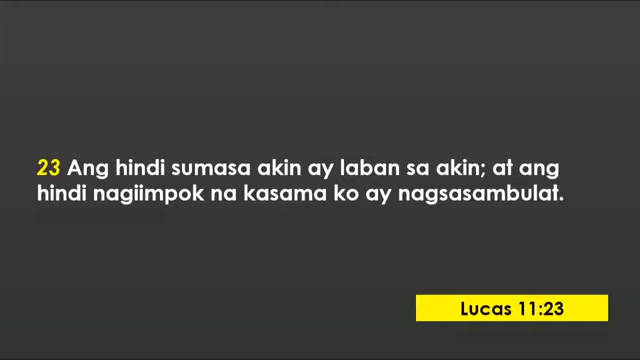 23 Ang hindi sumasa akin ay laban sa akin; at ang
hindi nagiimpok na kasama ko ay nagsasambulat.
Lucas 11:23